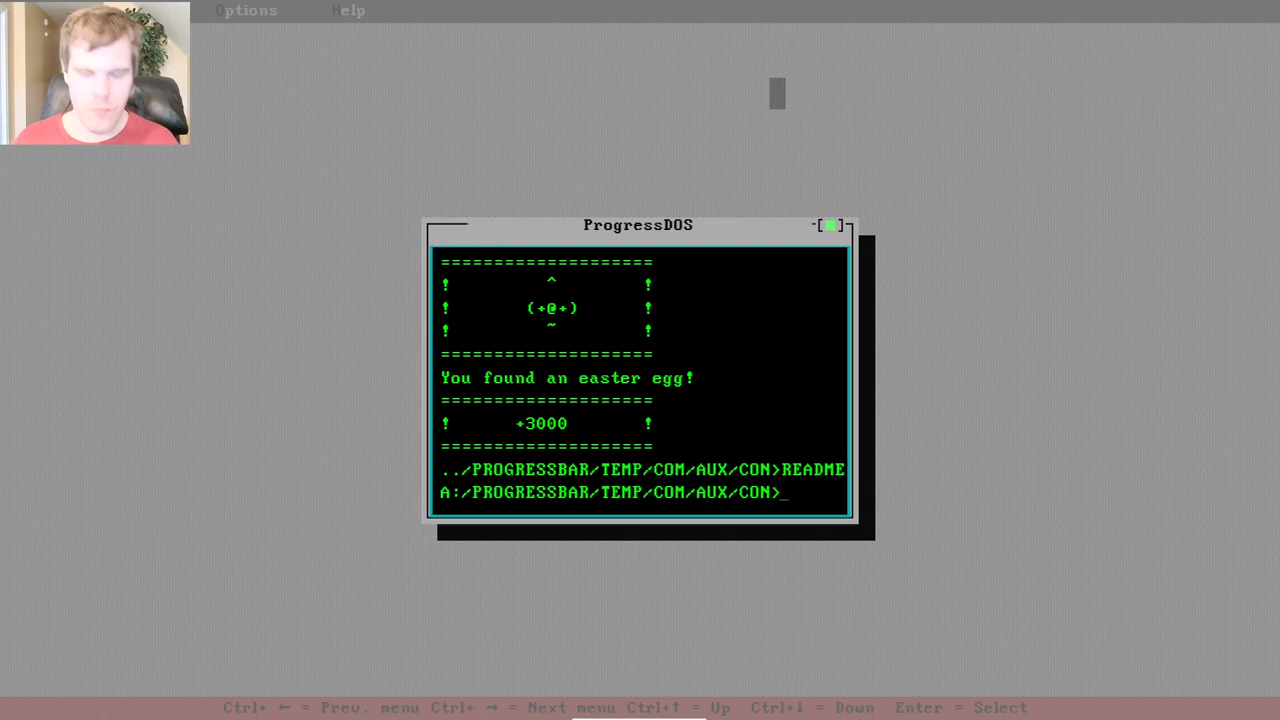 Options Help
ProgressDOS
-[■]
====================
! ^ !
! (+@+) !
! ~ !
====================
You found an easter egg!
====================
! +3000 !
====================
../PROGRESSBAR/TEMP/COM/AUX/CON>README
A:/PROGRESSBAR/TEMP/COM/AUX/CON>_
Ctrl+ ← = Prev. menu Ctrl+ → = Next menu Ctrl+↑ = Up Ctrl+↓ = Down Enter = Select